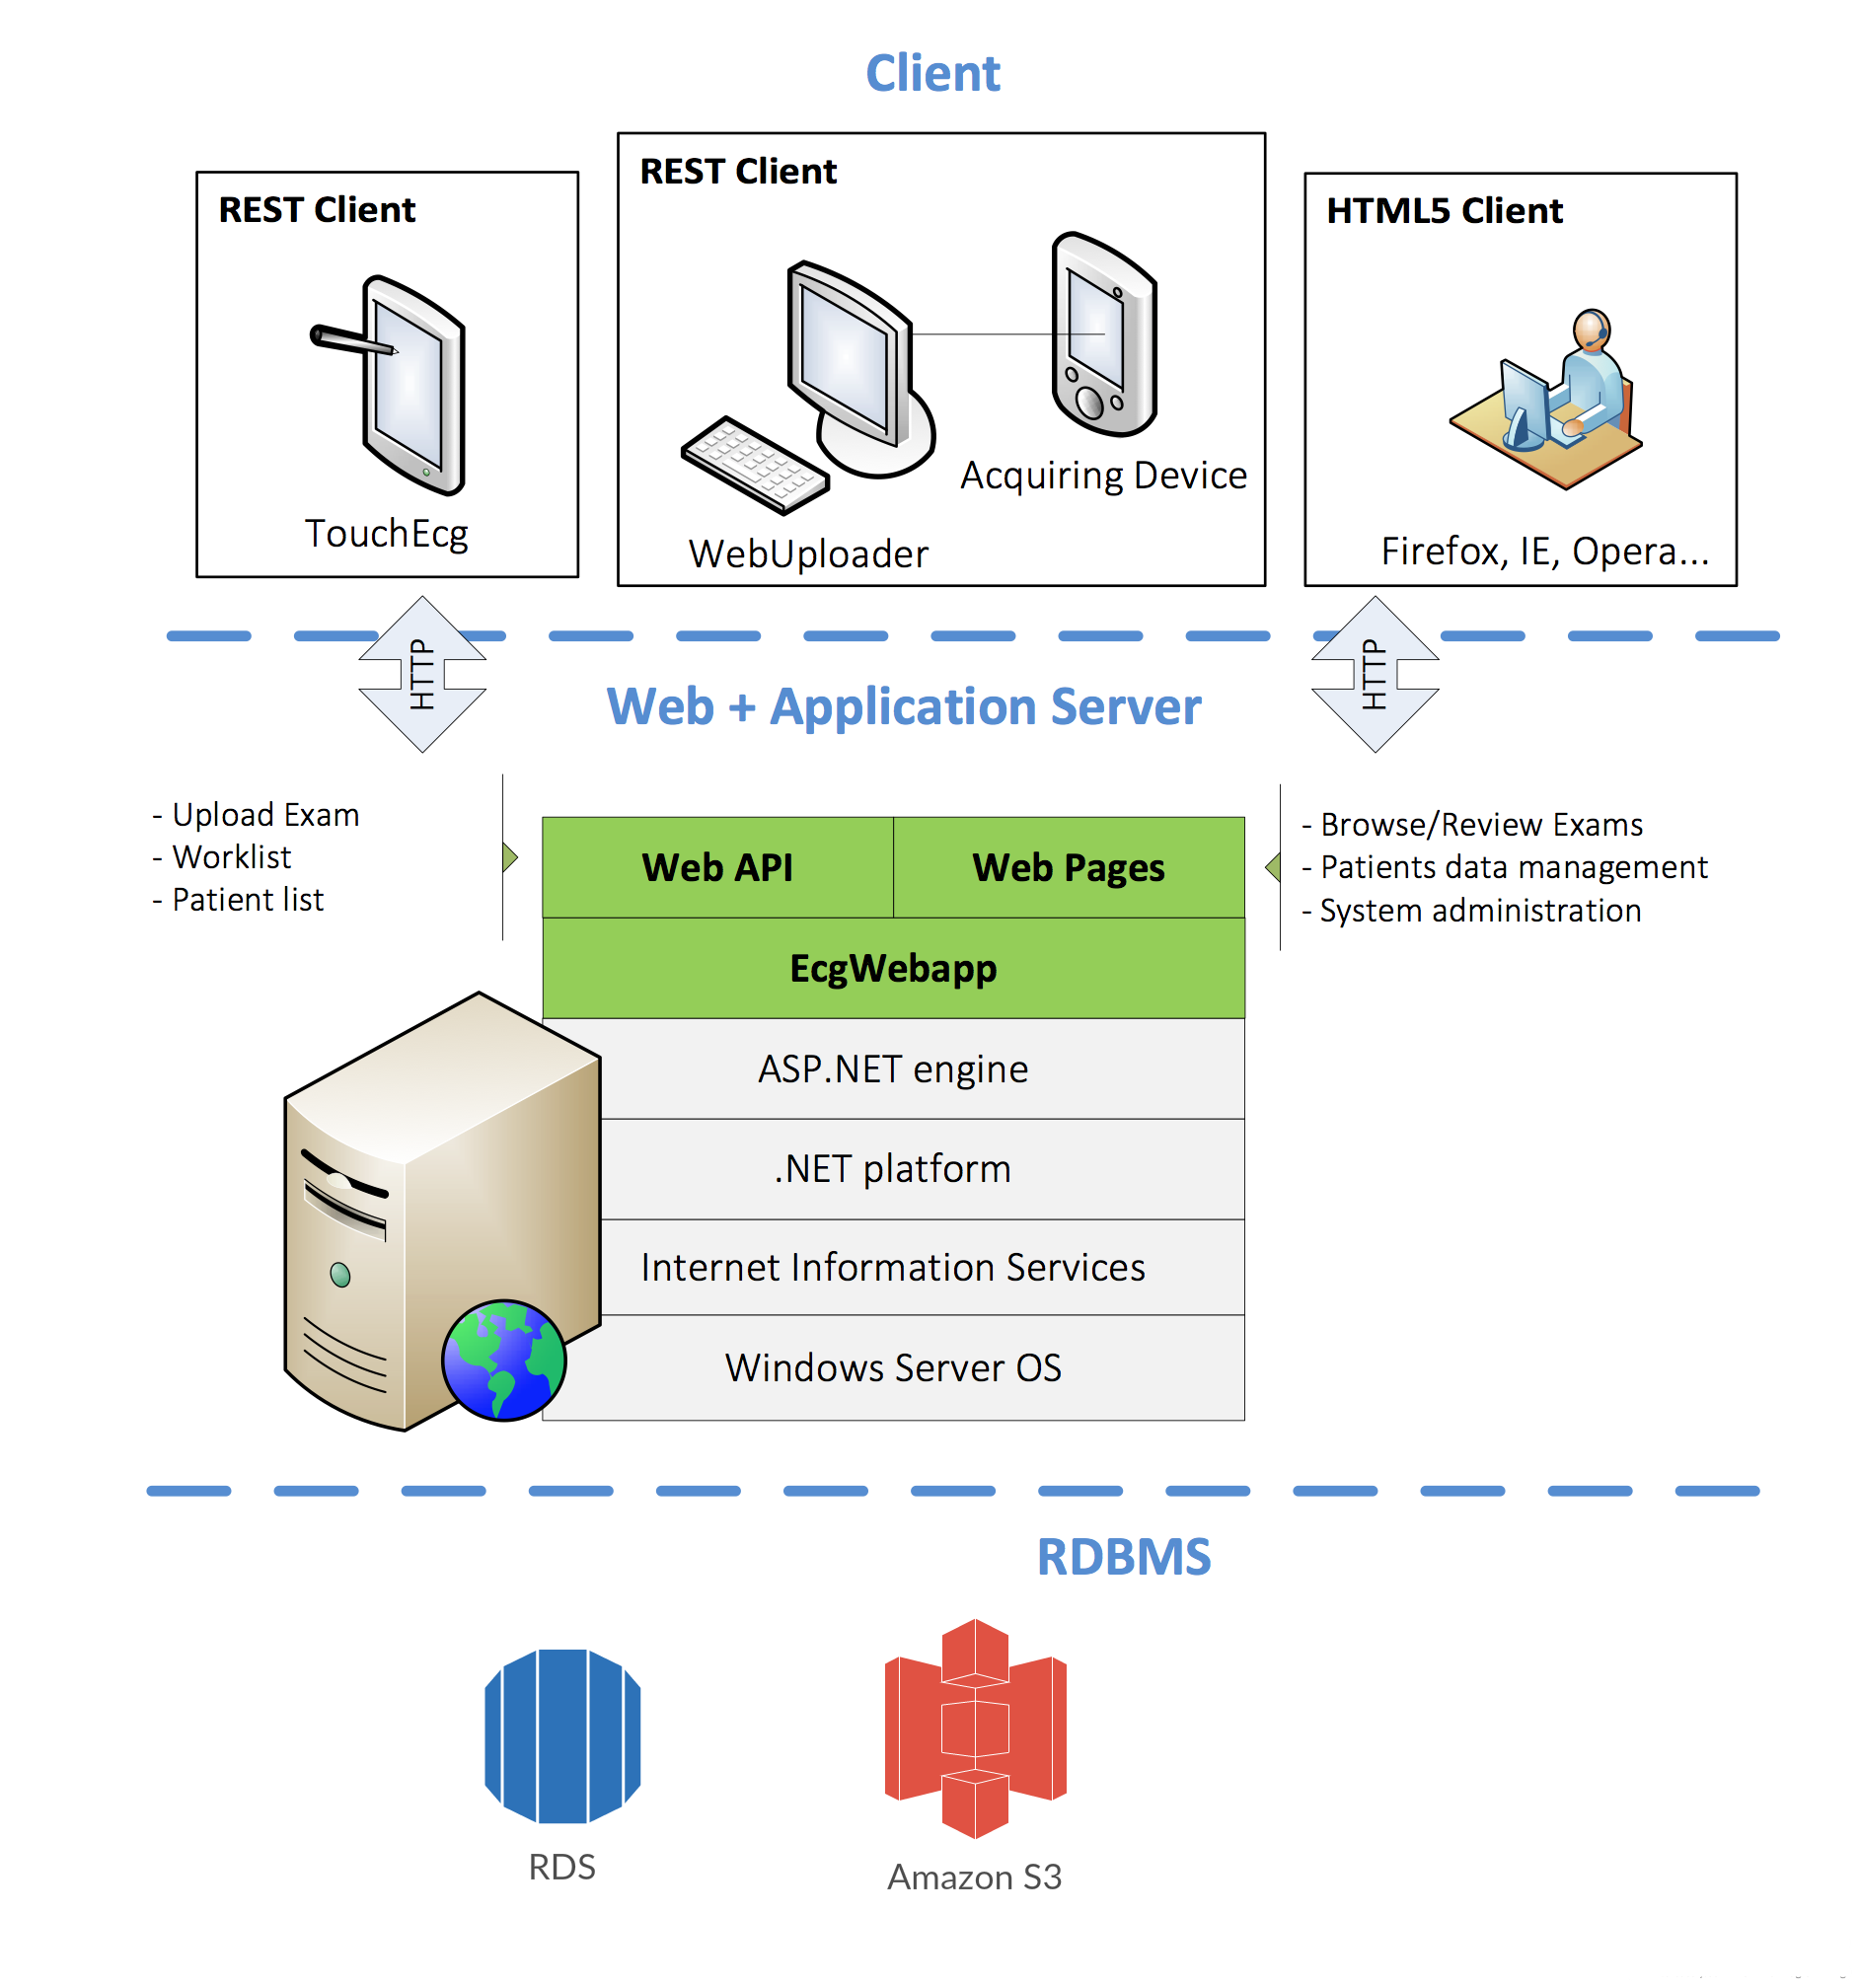 Client
REST Client
TouchEcg
REST Client
Acquiring Device
WebUploader
HTML5 Client
Firefox, IE, Opera...
HTTP
HTTP
Web + Application Server
- Upload Exam
- Worklist
- Patient list
- Browse/Review Exams
- Patients data management
- System administration
Web API
Web Pages
EcgWebapp
ASP.NET engine
.NET platform
Internet Information Services
Windows Server OS
RDBMS
RDS
Amazon S3